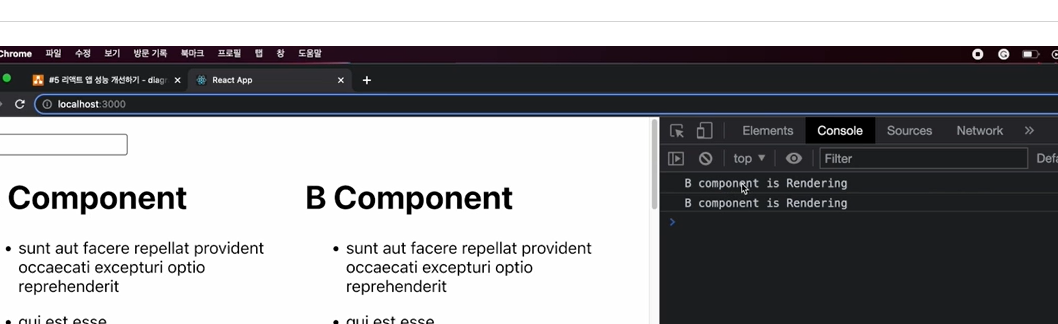 Chrome 파일 수정 보기 방문 기록 북마크 프로필 탭 창 도움말
#5 리액트 앱 성능 개선하기 - diagr
React App
localhost:3000
Elements Console Sources Network
top Filter Defa
B component is Rendering
B component is Rendering
Component
sunt aut facere repellat provident
occaecati excepturi optio
reprehenderit
qui est esse
B Component
sunt aut facere repellat provident
occaecati excepturi optio
reprehenderit
qui est esse